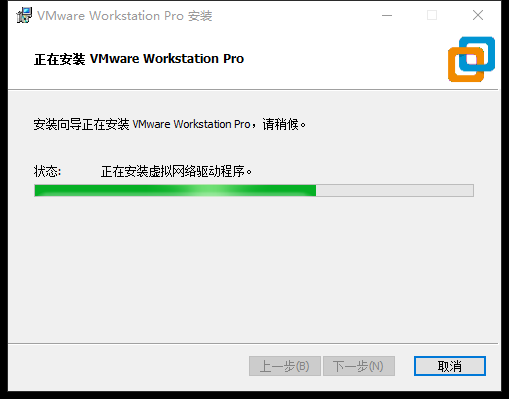 VMware Workstation Pro 安装
正在安装 VMware Workstation Pro
安装向导正在安装 VMware Workstation Pro，请稍候。
状态: 正在安装虚拟网络驱动程序。
上一步(B) 下一步(N) 取消